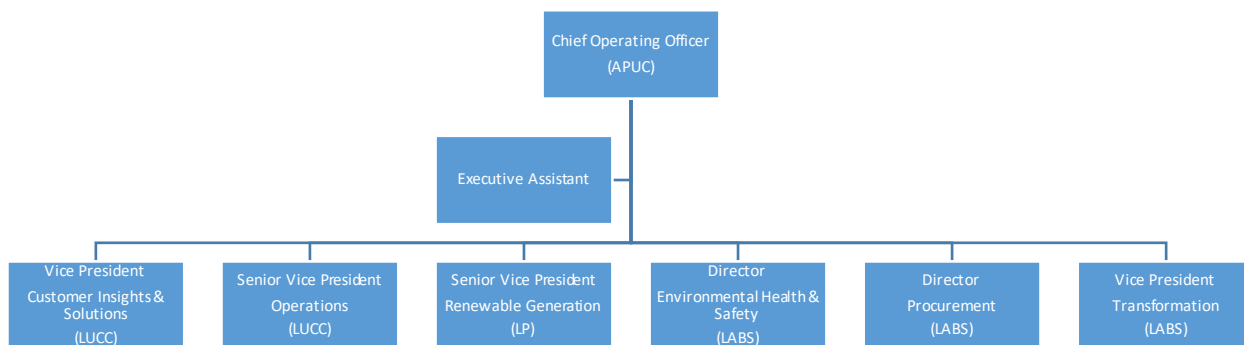 Chief Operating Officer
(APUC)
Executive Assistant
Vice President
Customer Insights &
Solutions
(LUCC)
Senior Vice President
Operations
(LUCC)
Senior Vice President
Renewable Generation
(LP)
Director
Environmental Health &
Safety
(LABS)
Director
Procurement
(LABS)
Vice President
Transformation
(LABS)